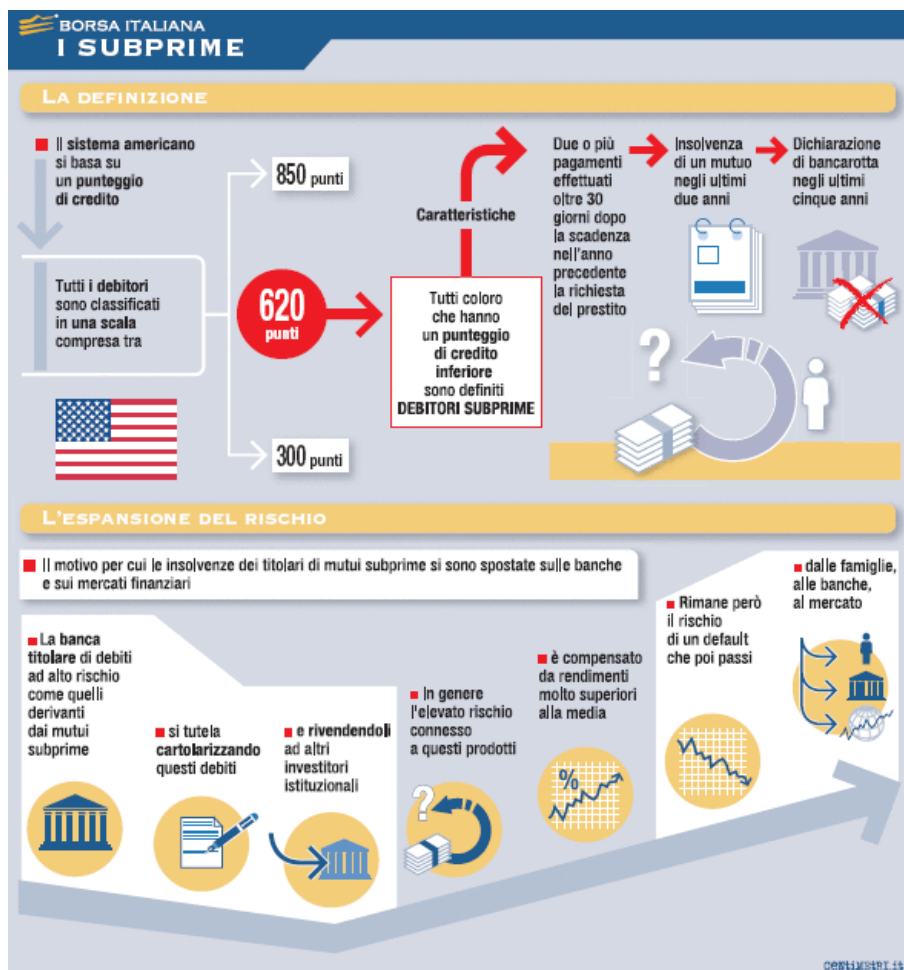 BORSA ITALIANA
I SUBPRIME
LA DEFINIZIONE
Il sistema americano
si basa su
un punteggio
di credito
Tutti i debitori
sono classificati
in una scala
compresa tra
850 punti
620
punti
300 punti
Caratteristiche
Tutti coloro
che hanno
un punteggio
di credito
inferiore
sono definiti
DEBITORI SUBPRIME
Due o più
pagamenti
effettuati
oltre 30
giorni dopo
la scadenza
nell'anno
precedente
la richiesta
del prestito
Insolvenza
di un mutuo
negli ultimi
due anni
Dichiarazione
di bancarotta
negli ultimi
cinque anni
?
L'ESPANSIONE DEL RISCHIO
Il motivo per cui le insolvenze dei titolari di mutui subprime si sono spostate sulle banche
e sui mercati finanziari
La banca
titolare di debiti
ad alto rischio
come quelli
derivanti
dai mutui
subprime
si tutela
cartolarizzando
questi debiti
e rivendendoli
ad altri
investitori
istituzionali
In genere
l'elevato rischio
connesso
a questi prodotti
?
è compensato
da rendimenti
molto superiori
alla media
%
Rimane però
il rischio
di un default
che poi passi
dalle famiglie,
alle banche,
al mercato
centimetri.it